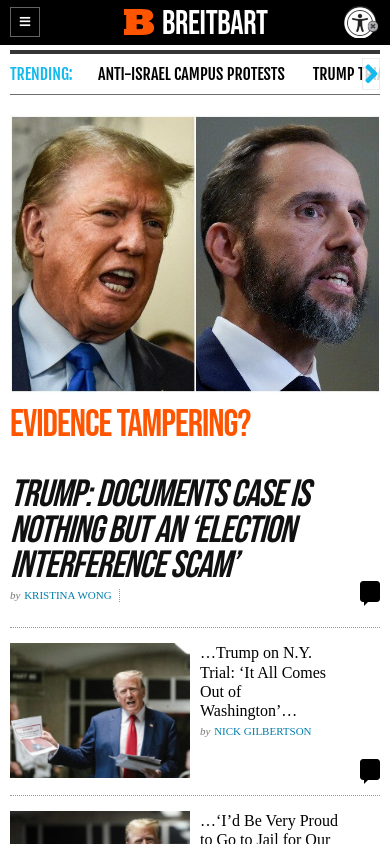 BREITBART
TRENDING:
ANTI-ISRAEL CAMPUS PROTESTS
TRUMP
EVIDENCE TAMPERING?
TRUMP: DOCUMENTS CASE IS
NOTHING BUT AN ‘ELECTION
INTERFERENCE SCAM’
by KRISTINA WONG
…Trump on N.Y.
Trial: ‘It All Comes
Out of
Washington’…
by NICK GILBERTSON
…‘I’d Be Very Proud
to Go to Jail for Our